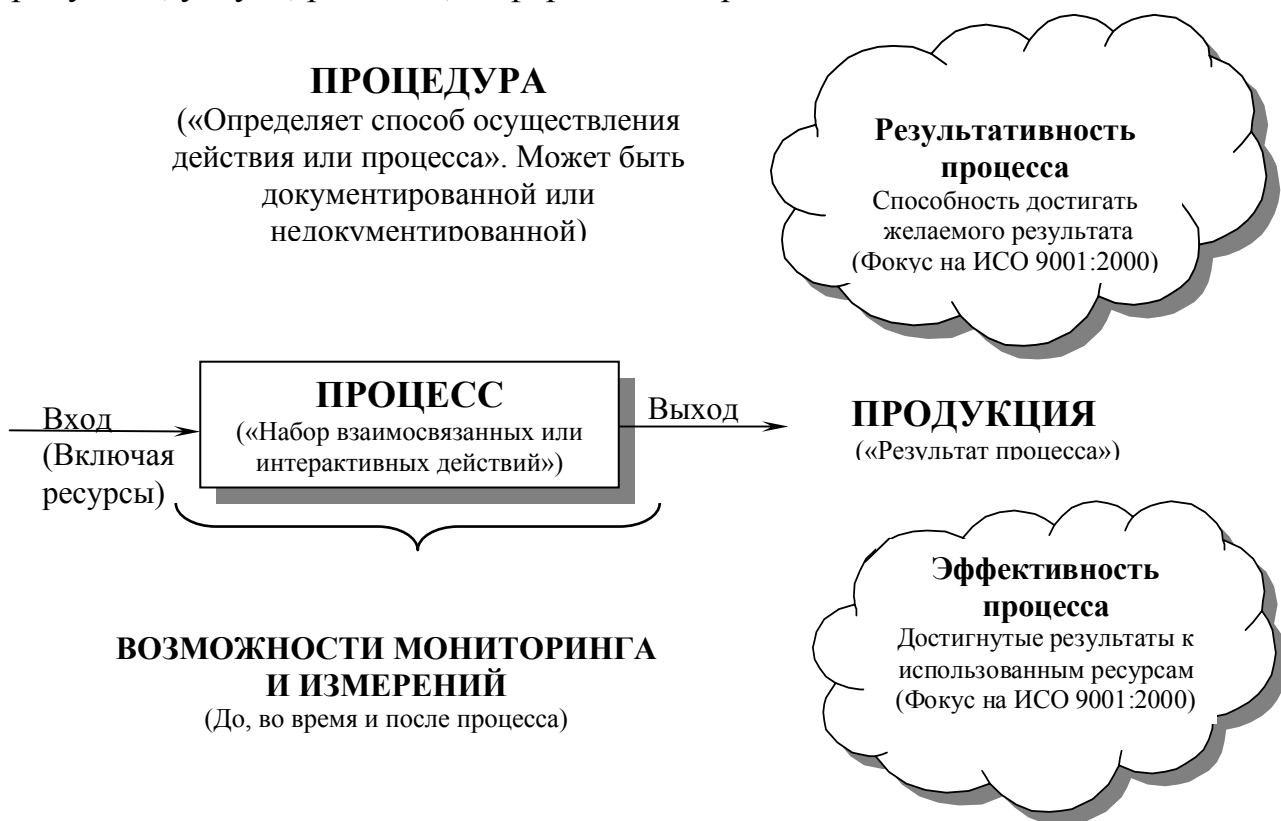 ПРОЦЕДУРА
(«Определяет способ осуществления
действия или процесса». Может быть
документированной или
недокументированной)
Результативность
процесса
Способность достигать
желаемого результата
(Фокус на ИСО 9001:2000)
Вход
(Включая
ресурсы)
ПРОЦЕСС
(«Набор взаимосвязанных или
интерактивных действий»)
Выход
ПРОДУКЦИЯ
(«Результат процесса»)
ВОЗМОЖНОСТИ МОНИТОРИНГА
И ИЗМЕРЕНИЙ
(До, во время и после процесса)
Эффективность
процесса
Достигнутые результаты к
использованным ресурсам
(Фокус на ИСО 9001:2000)